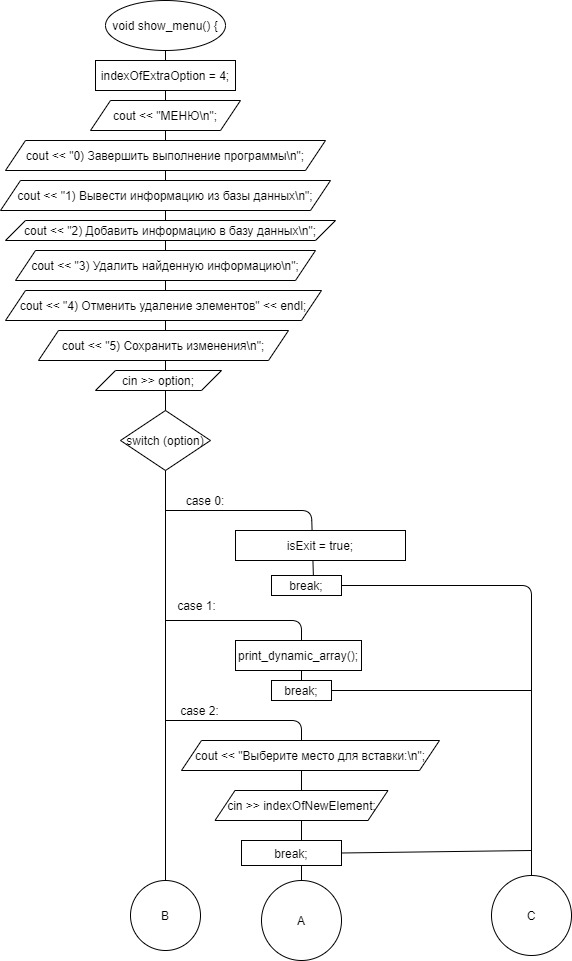 void show_menu() {
indexOfExtraOption = 4;
cout << "МЕНЮ\n";
cout << "0) Завершить выполнение программы\n";
cout << "1) Вывести информацию из базы данных\n";
cout << "2) Добавить информацию в базу данных\n";
cout << "3) Удалить найденную информацию\n";
cout << "4) Отменить удаление элементов" << endl;
cout << "5) Сохранить изменения\n";
cin >> option;
switch (option)
case 0:
isExit = true;
break;
case 1:
print_dynamic_array();
break;
case 2:
cout << "Выберите место для вставки:\n";
cin >> indexOfNewElement;
break;
B
A
C